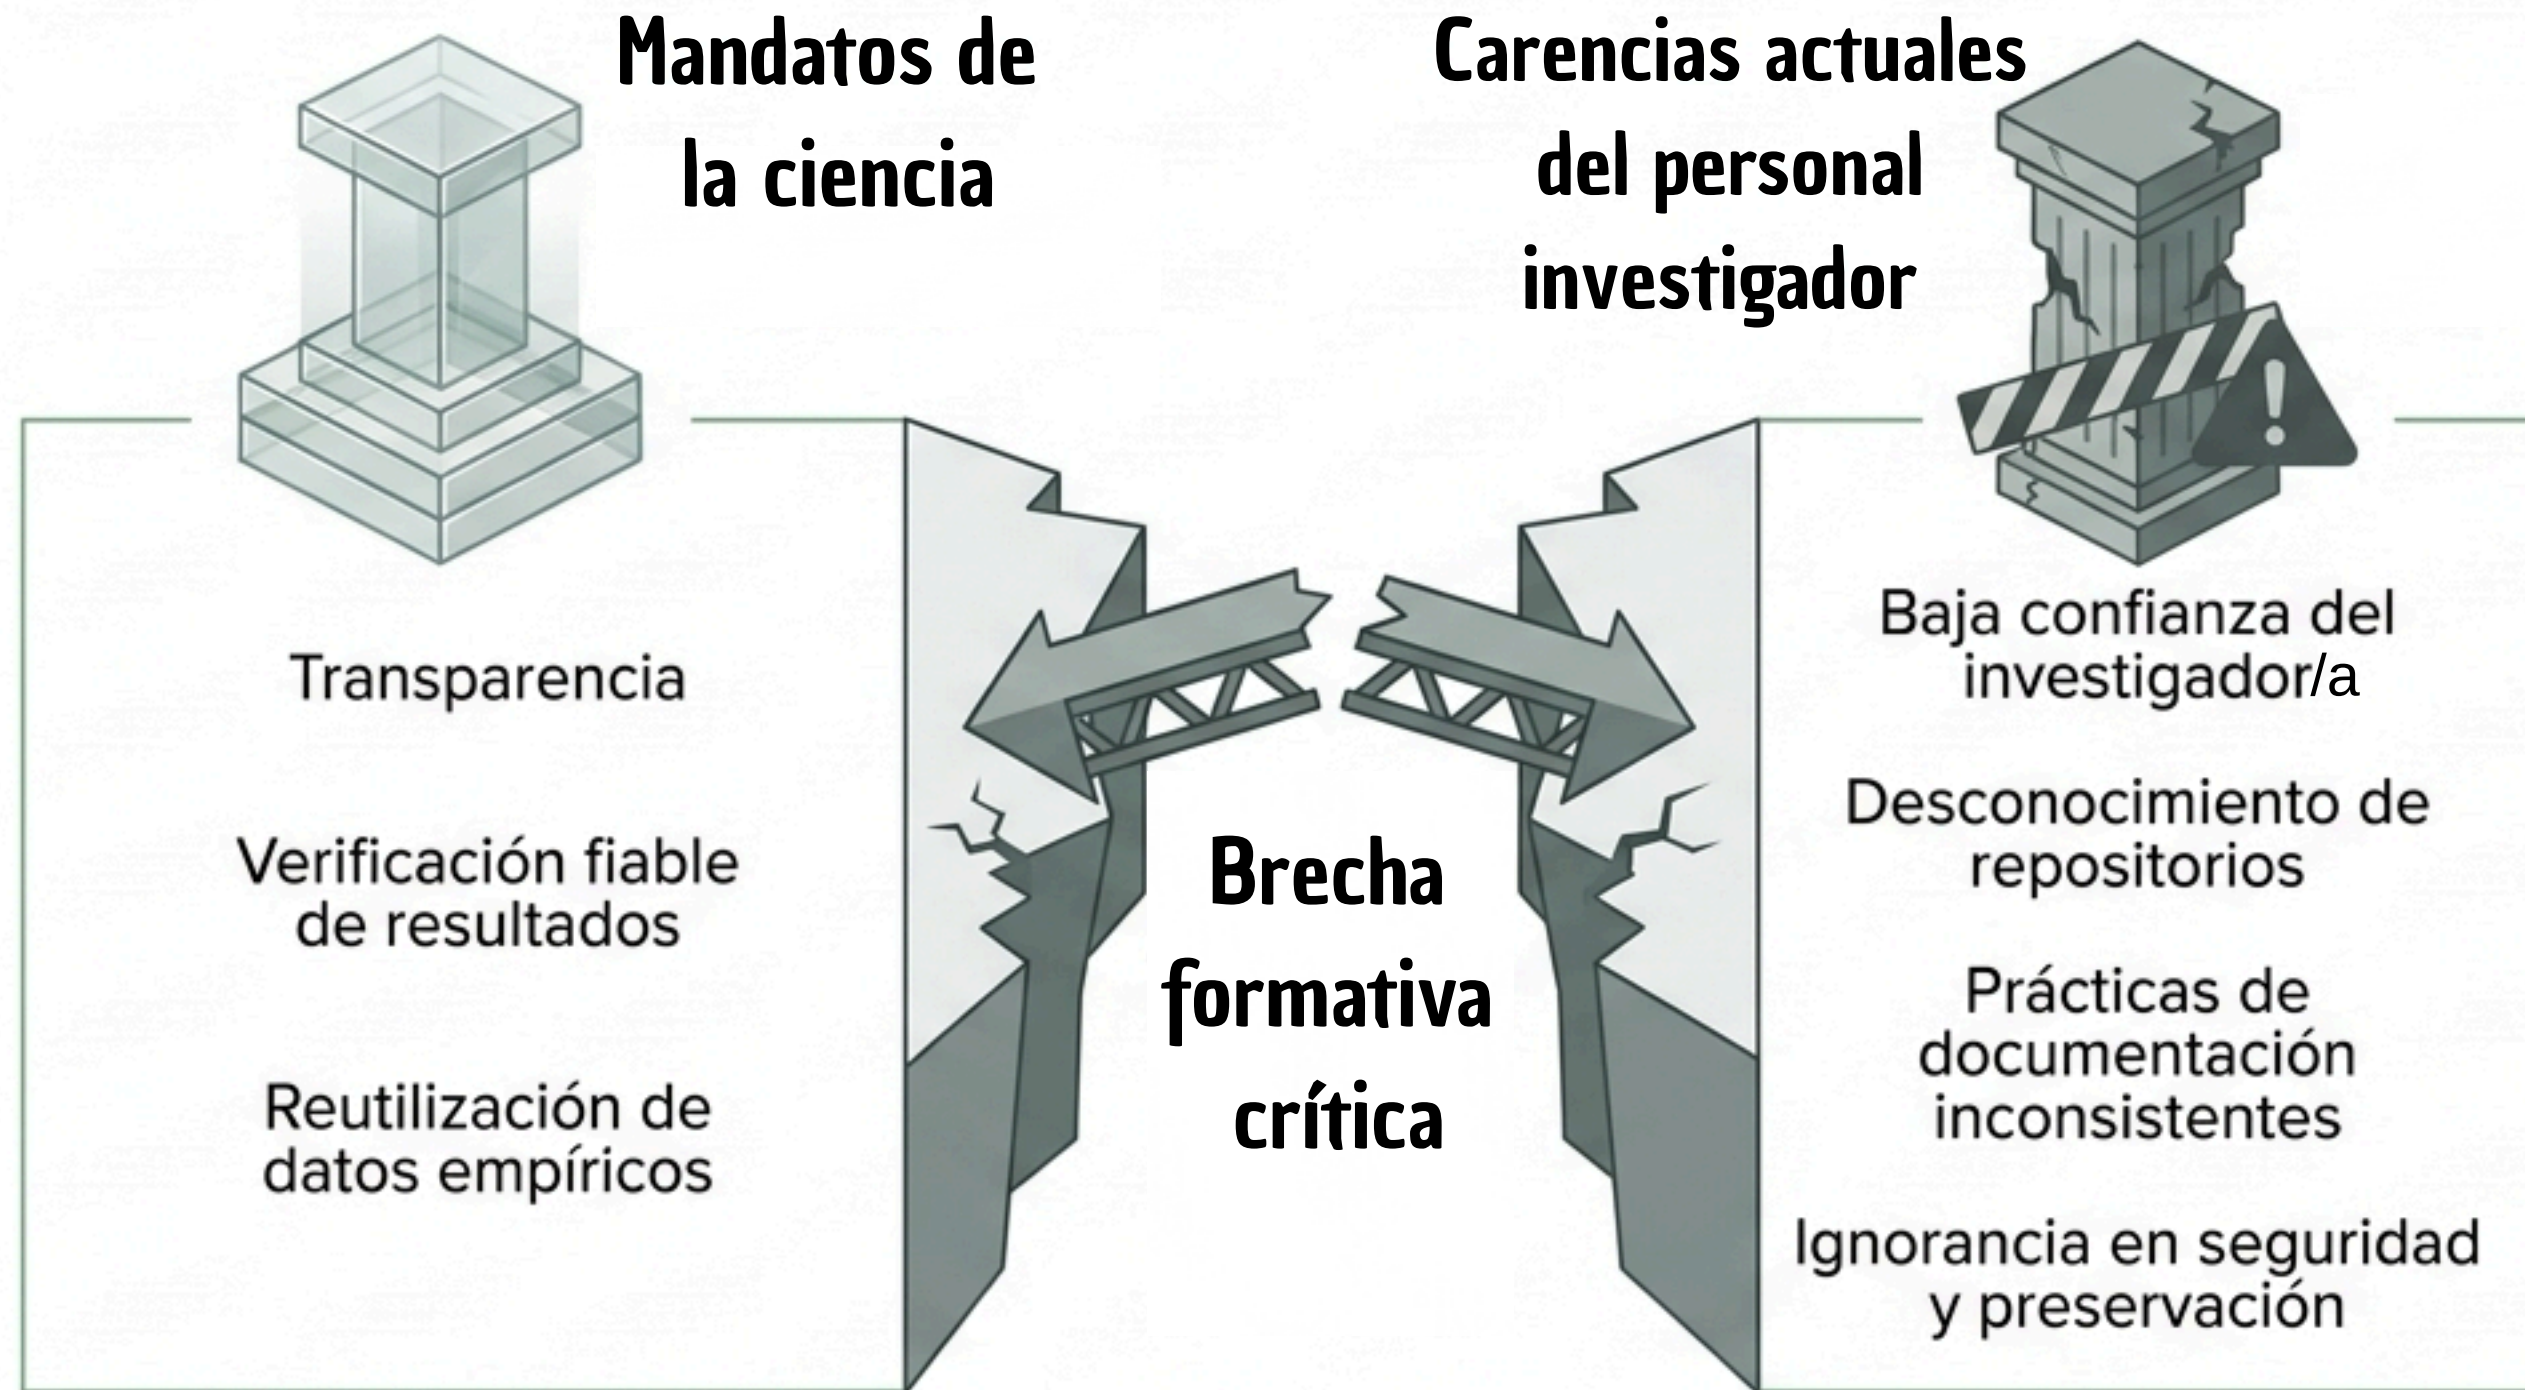 Mandatos de
la ciencia
Transparencia
Verificación fiable
de resultados
Reutilización de
datos empíricos
Brecha
formativa
crítica
Carencias actuales
del personal
investigador
Baja confianza del
investigador/a
Desconocimiento de
repositorios
Prácticas de
documentación
inconsistentes
Ignorancia en seguridad
y preservación